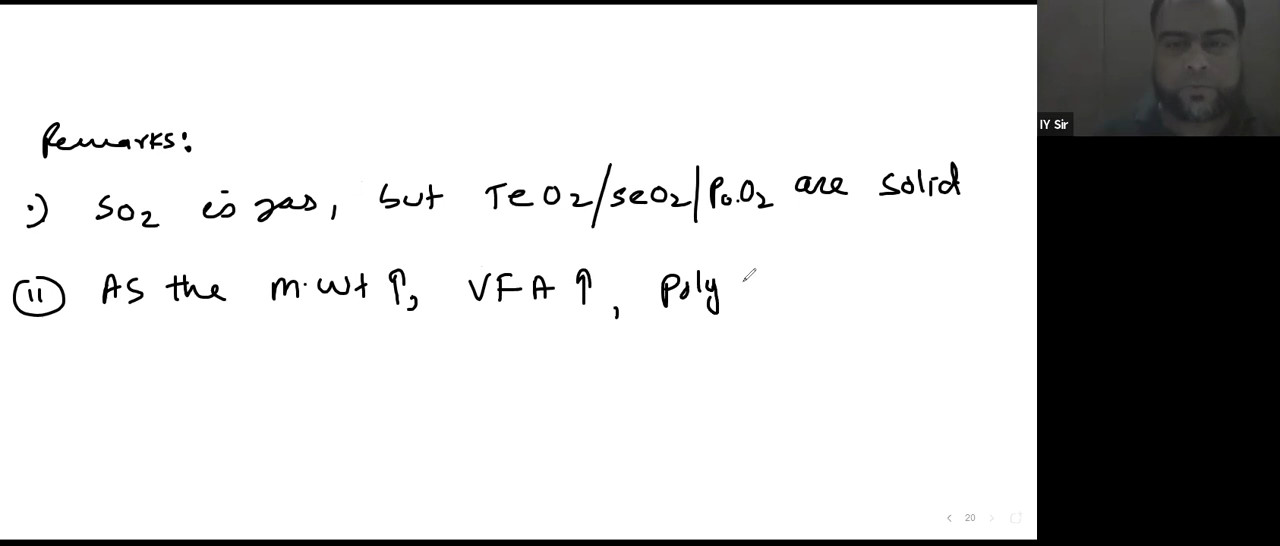 Remarks:
i) SO2 is gas, but TeO2/SeO2/Po.O2 are solid
(ii) As the m.wt ↑, VFA ↑, Poly
IY Sir
20